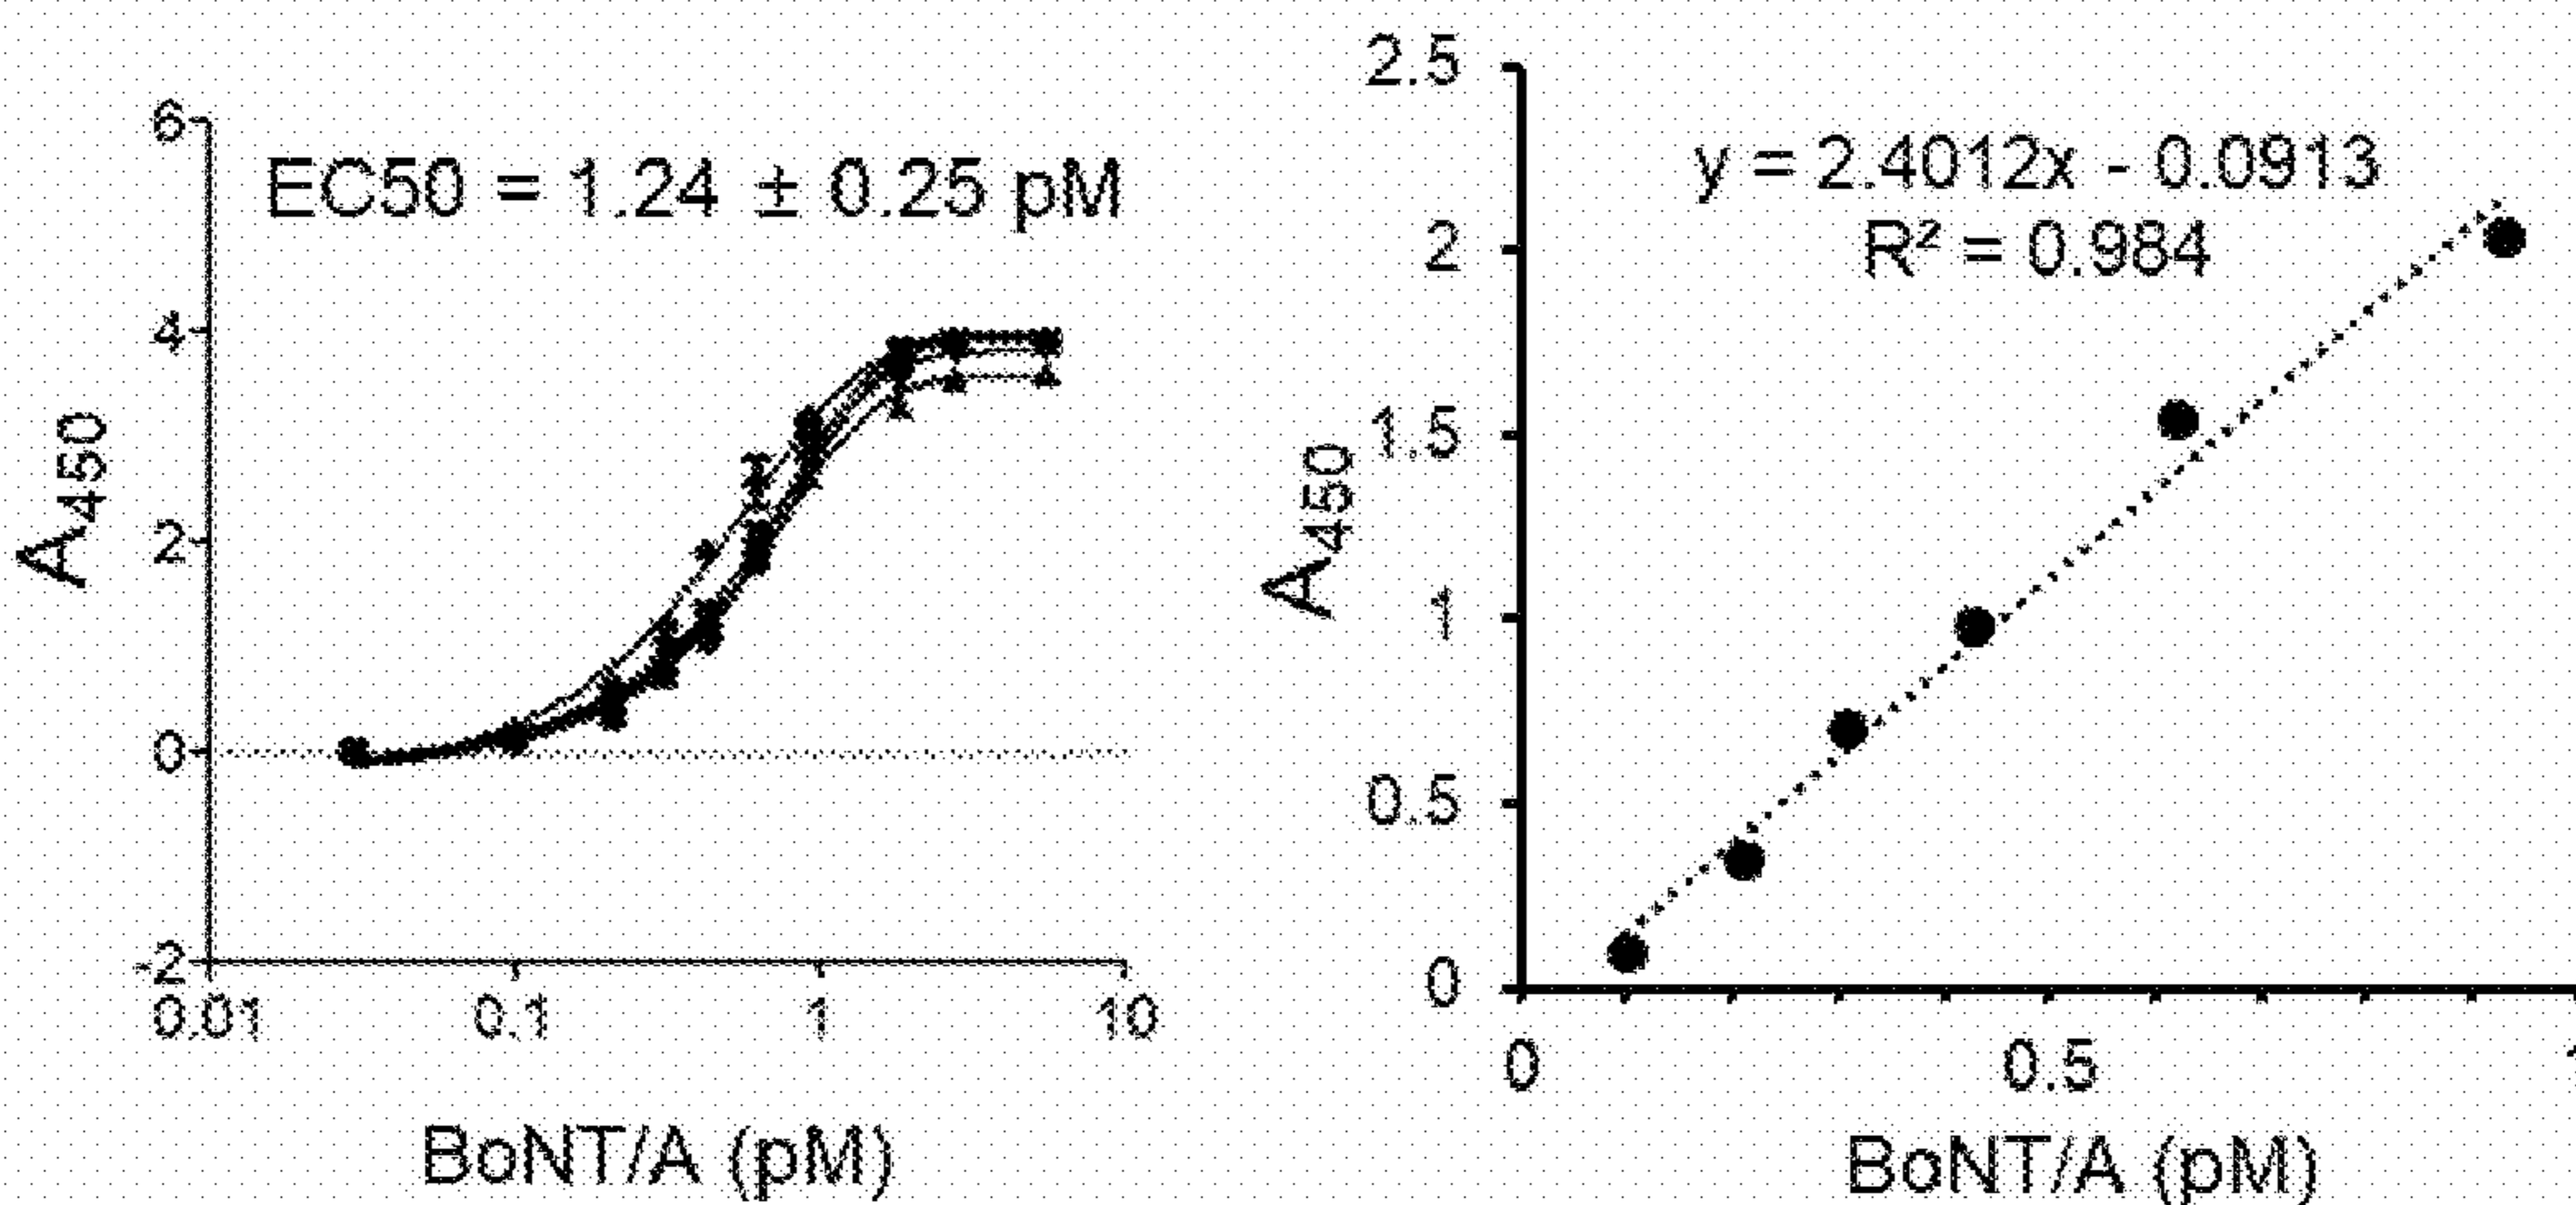 6
EC50 = 1.24 ± 0.25 pM
4
2
0
-2
A450
0.01 0.1 1 10
BoNT/A (pM)
2.5
y = 2.4012x - 0.0913
R² = 0.984
2
1.5
1
0.5
0
A450
0 0.5
BoNT/A (pM)